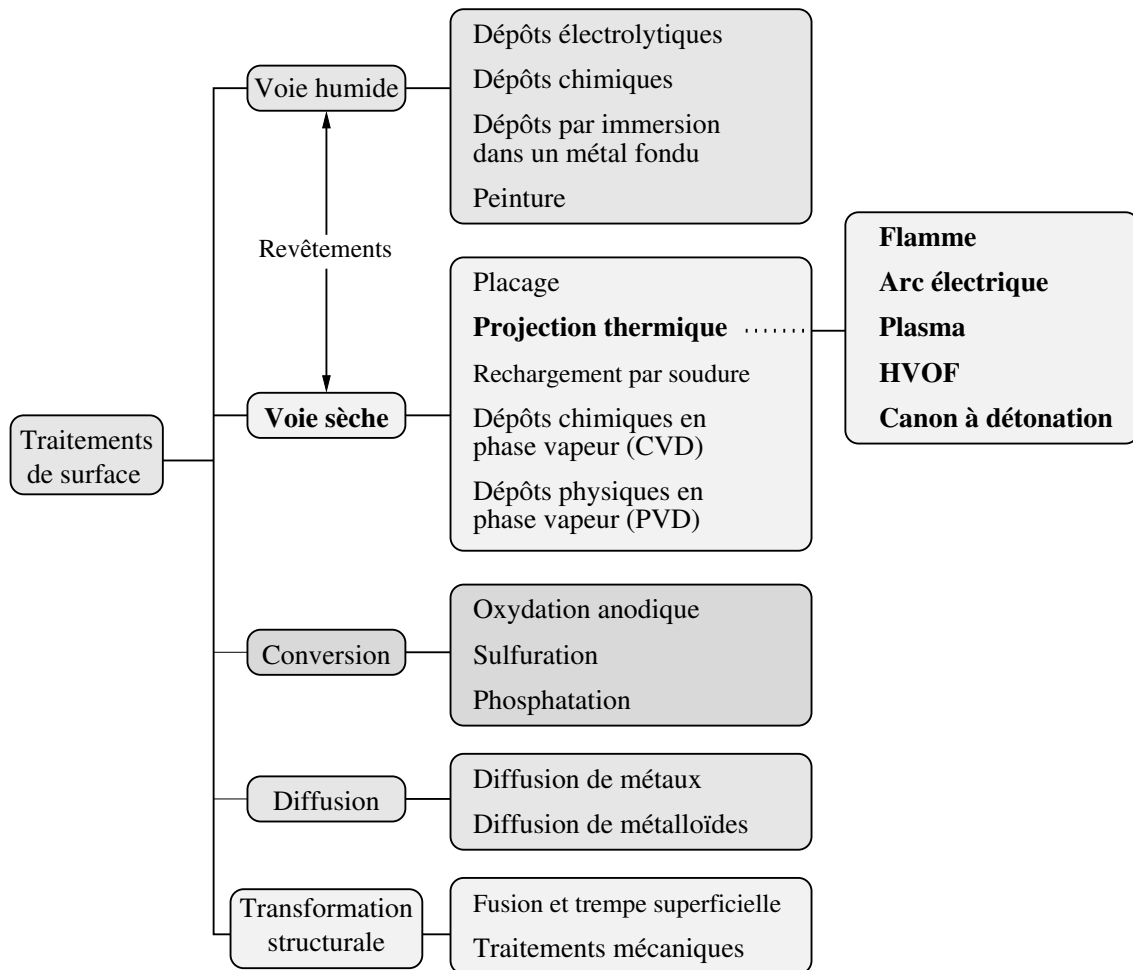 Traitements
de surface
Voie humide
Revêtements
Voie sèche
Conversion
Diffusion
Transformation
structurale
Dépôts électrolytiques
Dépôts chimiques
Dépôts par immersion
dans un métal fondu
Peinture
Placage
Projection thermique
Rechargement par soudure
Dépôts chimiques en
phase vapeur (CVD)
Dépôts physiques en
phase vapeur (PVD)
Oxydation anodique
Sulfuration
Phosphatation
Diffusion de métaux
Diffusion de métalloïdes
Fusion et trempe superficielle
Traitements mécaniques
Flamme
Arc électrique
Plasma
HVOF
Canon à détonation